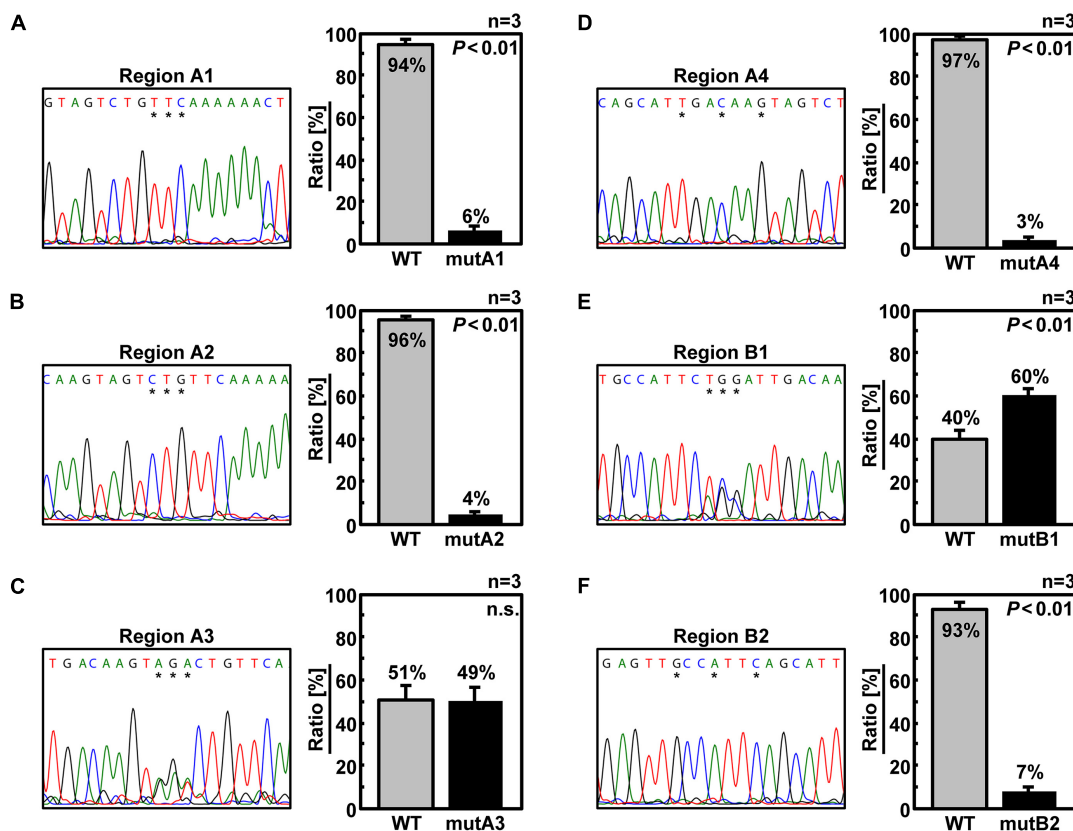 A
n=3
P < 0.01
Region A1
GTAGTCTGTTCAAAAAACT
* * *
Ratio [%]
100
80
60
40
20
0
94%
6%
WT mutA1
B
n=3
P < 0.01
Region A2
CAAGTAGTCTGTTCAAAAA
* * *
Ratio [%]
100
80
60
40
20
0
96%
4%
WT mutA2
C
n=3
n.s.
Region A3
TGACAAGTAGACTGTTCA
* * *
Ratio [%]
100
80
60
40
20
0
51% 49%
WT mutA3
D
n=3
P < 0.01
Region A4
CAGCATTGACAAGTAGTCT
* * *
Ratio [%]
100
80
60
40
20
0
97%
3%
WT mutA4
E
n=3
P < 0.01
Region B1
TGCCATTCTGGATTGACAA
* * *
Ratio [%]
100
80
60
40
20
0
40% 60%
WT mutB1
F
n=3
P < 0.01
Region B2
GAGTTGCCATTCAGCATT
* * *
Ratio [%]
100
80
60
40
20
0
93%
7%
WT mutB2